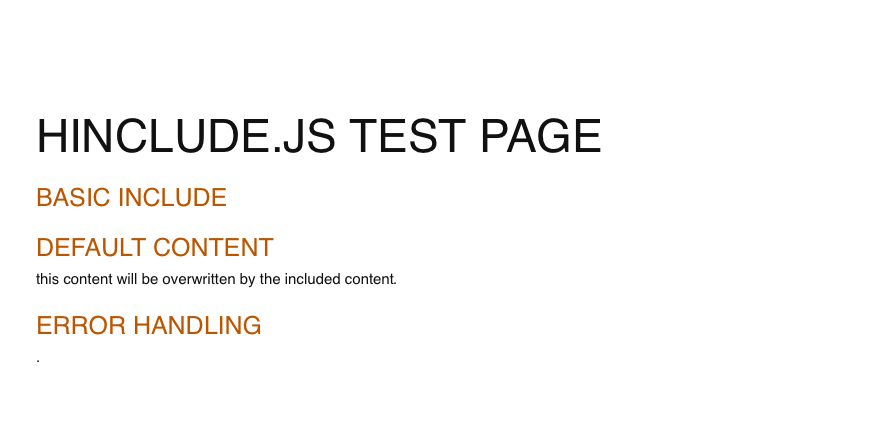 HINCLUDE.JS TEST PAGE
BASIC INCLUDE
DEFAULT CONTENT
this content will be overwritten by the included content.
ERROR HANDLING
.